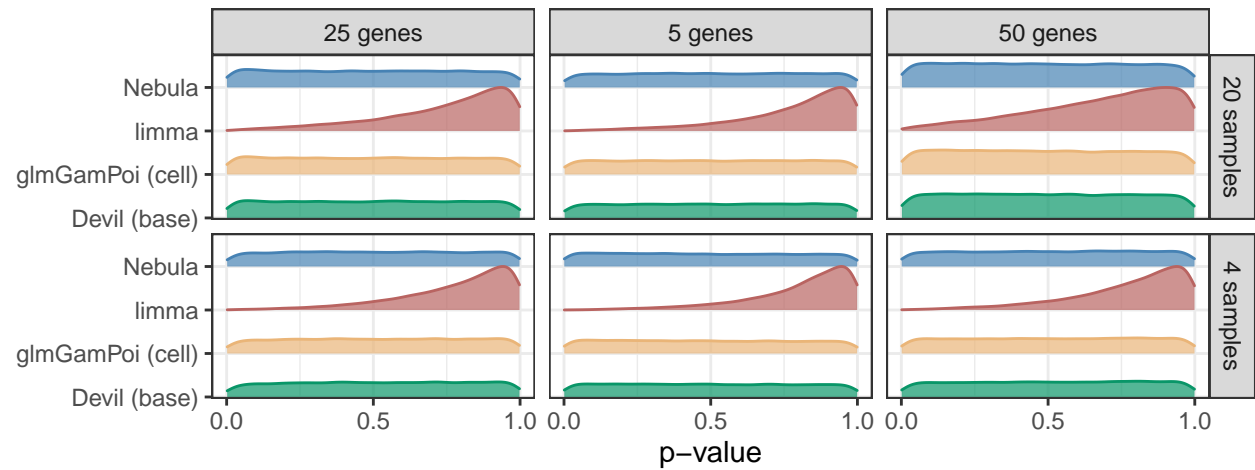 25 genes
5 genes
50 genes
Nebula
limma
glmGamPoi (cell)
Devil (base)
20 samples
Nebula
limma
glmGamPoi (cell)
Devil (base)
4 samples
0.0 0.5 1.0
0.0 0.5 1.0
0.0 0.5 1.0
p−value